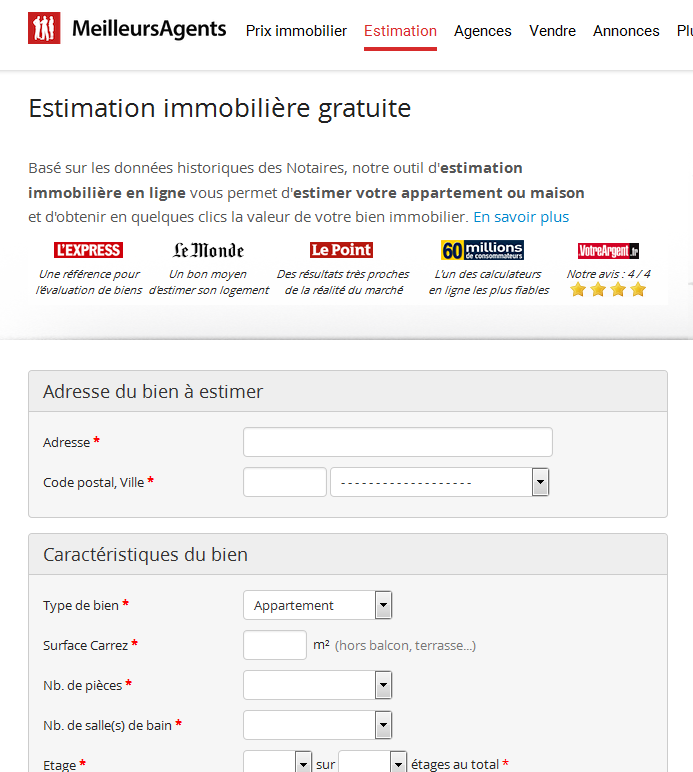 MeilleursAgents Prix immobilier Estimation Agences Vendre Annonces
Estimation immobilière gratuite
Basé sur les données historiques des Notaires, notre outil d'estimation
immobilière en ligne vous permet d'estimer votre appartement ou maison
et d'obtenir en quelques clics la valeur de votre bien immobilier. En savoir plus
L'EXPRESS Le Monde Le Point 60 millions de consommateurs VotreArgent.fr
Une référence pour Un bon moyen Des résultats très proches L'un des calculateurs Notre avis : 4 / 4
l'évaluation de biens d'estimer son logement de la réalité du marché en ligne les plus fiables
Adresse du bien à estimer
Adresse *
Code postal, Ville * - - - - - - - - - - - - - - - - - - -
Caractéristiques du bien
Type de bien * Appartement
Surface Carrez * m² (hors balcon, terrasse...)
Nb. de pièces *
Nb. de salle(s) de bain *
Etage * sur étages au total *